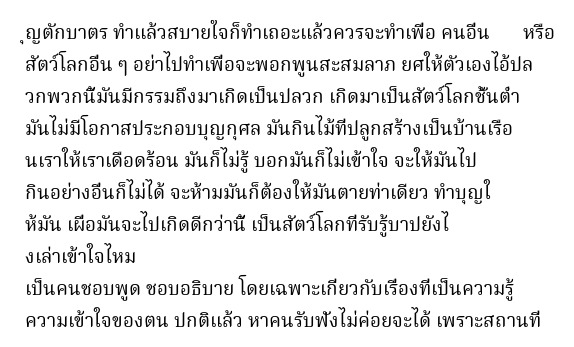 ุญตักบาตร ทำแล้วสบายใจก็ทำเถอะแล้วควรจะทำเพื่อ คนอื่น หรือ
สัตว์โลกอื่น ๆ อย่าไปทำเพื่อจะพอกพูนสะสมลาภ ยศให้ตัวเองไอ้ปล
วกพวกนี้มันมีกรรมถึงมาเกิดเป็นปลวก เกิดมาเป็นสัตว์โลกชั้นต่ำ
มันไม่มีโอกาสประกอบบุญกุศล มันกินไม้ที่ปลูกสร้างเป็นบ้านเรือ
นเราให้เราเดือดร้อน มันก็ไม่รู้ บอกมันก็ไม่เข้าใจ จะให้มันไป
กินอย่างอื่นก็ไม่ได้ จะห้ามมันก็ต้องให้มันตายท่าเดียว ทำบุญใ
ห้มัน เผื่อมันจะไปเกิดดีกว่านี้ เป็นสัตว์โลกที่รับรู้บาปยังไ
งเล่าเข้าใจไหม
เป็นคนชอบพูด ชอบอธิบาย โดยเฉพาะเกี่ยวกับเรื่องที่เป็นความรู้
ความเข้าใจของตน ปกติแล้ว หาคนรับฟังไม่ค่อยจะได้ เพราะสถานที่